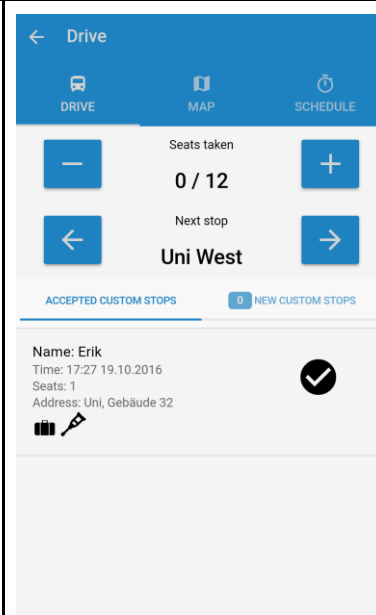 Drive
DRIVE
MAP
SCHEDULE
Seats taken
0 / 12
Next stop
Uni West
ACCEPTED CUSTOM STOPS
0 NEW CUSTOM STOPS
Name: Erik
Time: 17:27 19.10.2016
Seats: 1
Address: Uni, Gebäude 32